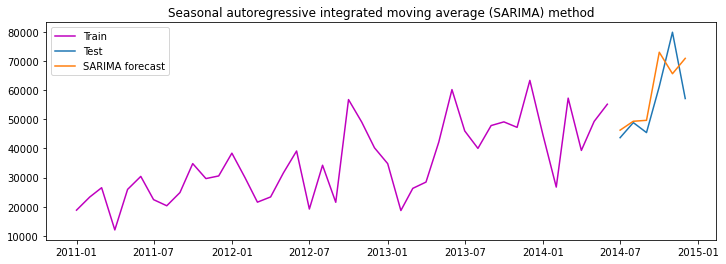 Seasonal autoregressive integrated moving average (SARIMA) method
Train
Test
SARIMA forecast
80000
70000
60000
50000
40000
30000
20000
10000
2011-01 2011-07 2012-01 2012-07 2013-01 2013-07 2014-01 2014-07 2015-01